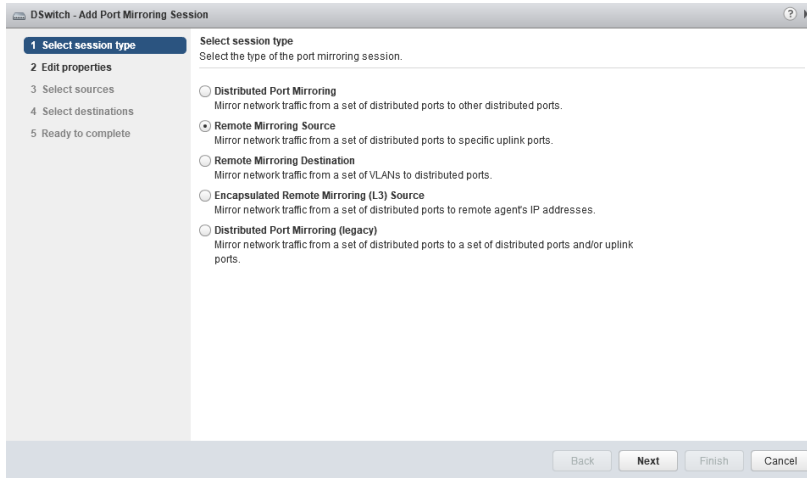 DSwitch - Add Port Mirroring Session
?
1 Select session type
2 Edit properties
3 Select sources
4 Select destinations
5 Ready to complete
Select session type
Select the type of the port mirroring session.
Distributed Port Mirroring
Mirror network traffic from a set of distributed ports to other distributed ports.
Remote Mirroring Source
Mirror network traffic from a set of distributed ports to specific uplink ports.
Remote Mirroring Destination
Mirror network traffic from a set of VLANs to distributed ports.
Encapsulated Remote Mirroring (L3) Source
Mirror network traffic from a set of distributed ports to remote agent's IP addresses.
Distributed Port Mirroring (legacy)
Mirror network traffic from a set of distributed ports to a set of distributed ports and/or uplink
ports.
Back
Next
Finish
Cancel